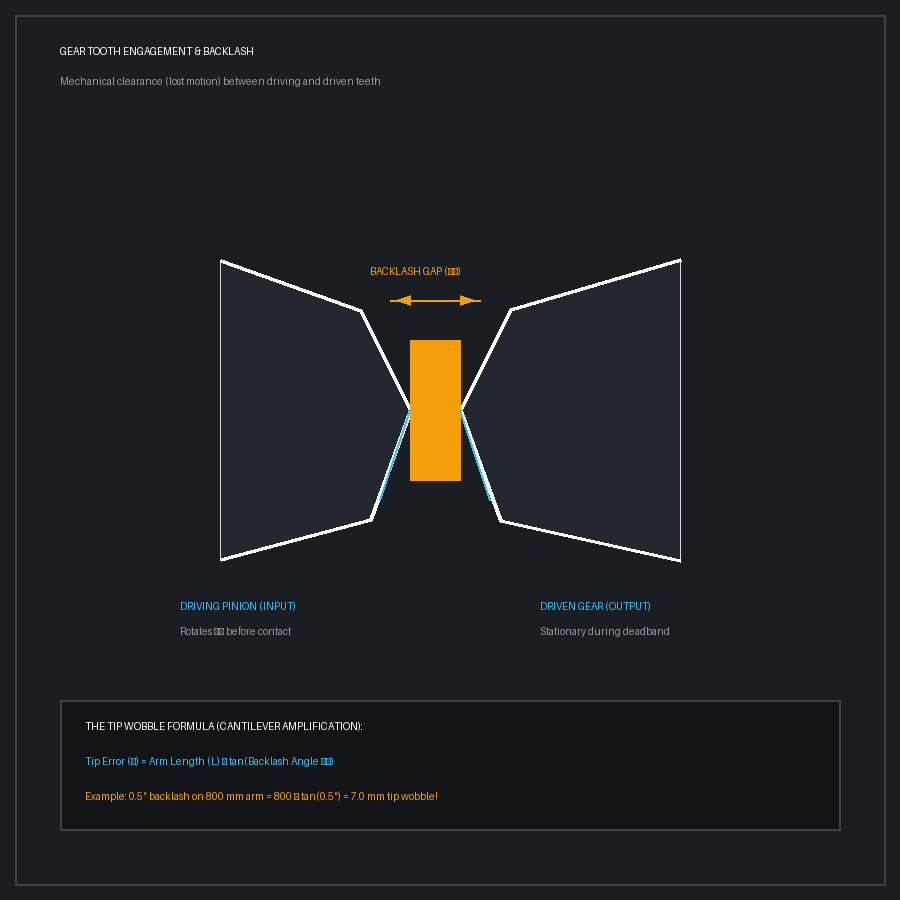 GEAR TOOTH ENGAGEMENT & BACKLASH
Mechanical clearance (lost motion) between driving and driven teeth
BACKLASH GAP (▯▯)
DRIVING PINION (INPUT)
DRIVEN GEAR (OUTPUT)
Rotates ▯▯ before contact
Stationary during deadband
THE TIP WOBBLE FORMULA (CANTILEVER AMPLIFICATION):
Tip Error (▯) = Arm Length (L) ▯ tan(Backlash Angle ▯▯)
Example: 0.5° backlash on 800 mm arm = 800 ▯ tan(0.5°) = 7.0 mm tip wobble!